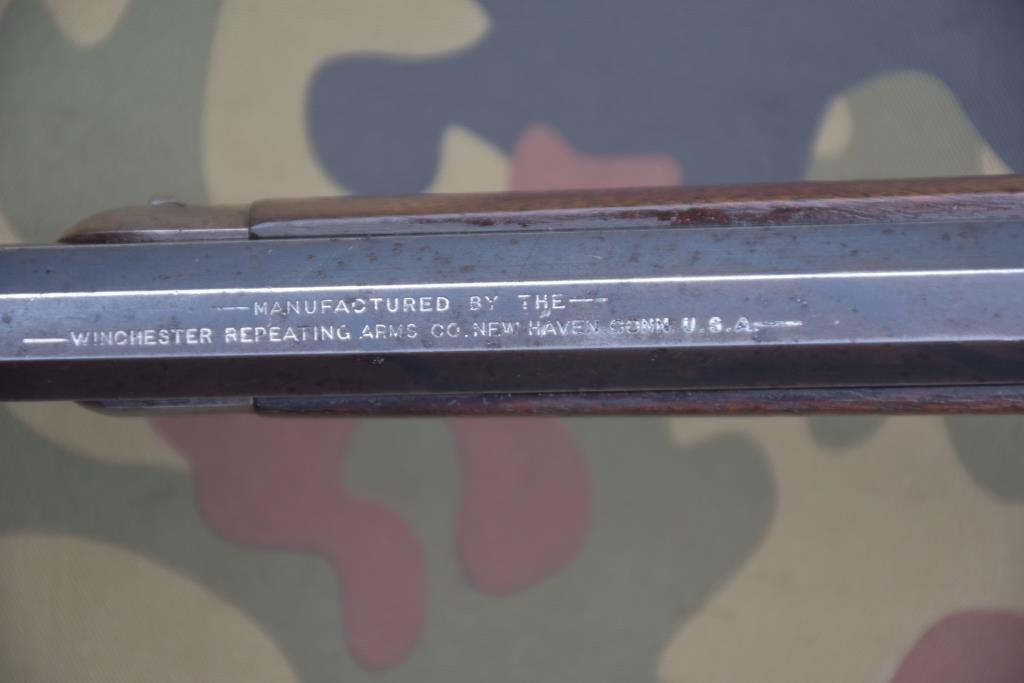 —MANUFACTURED BY THE—
—WINCHESTER REPEATING ARMS CO. NEW HAVEN CONN. U.S.A.—